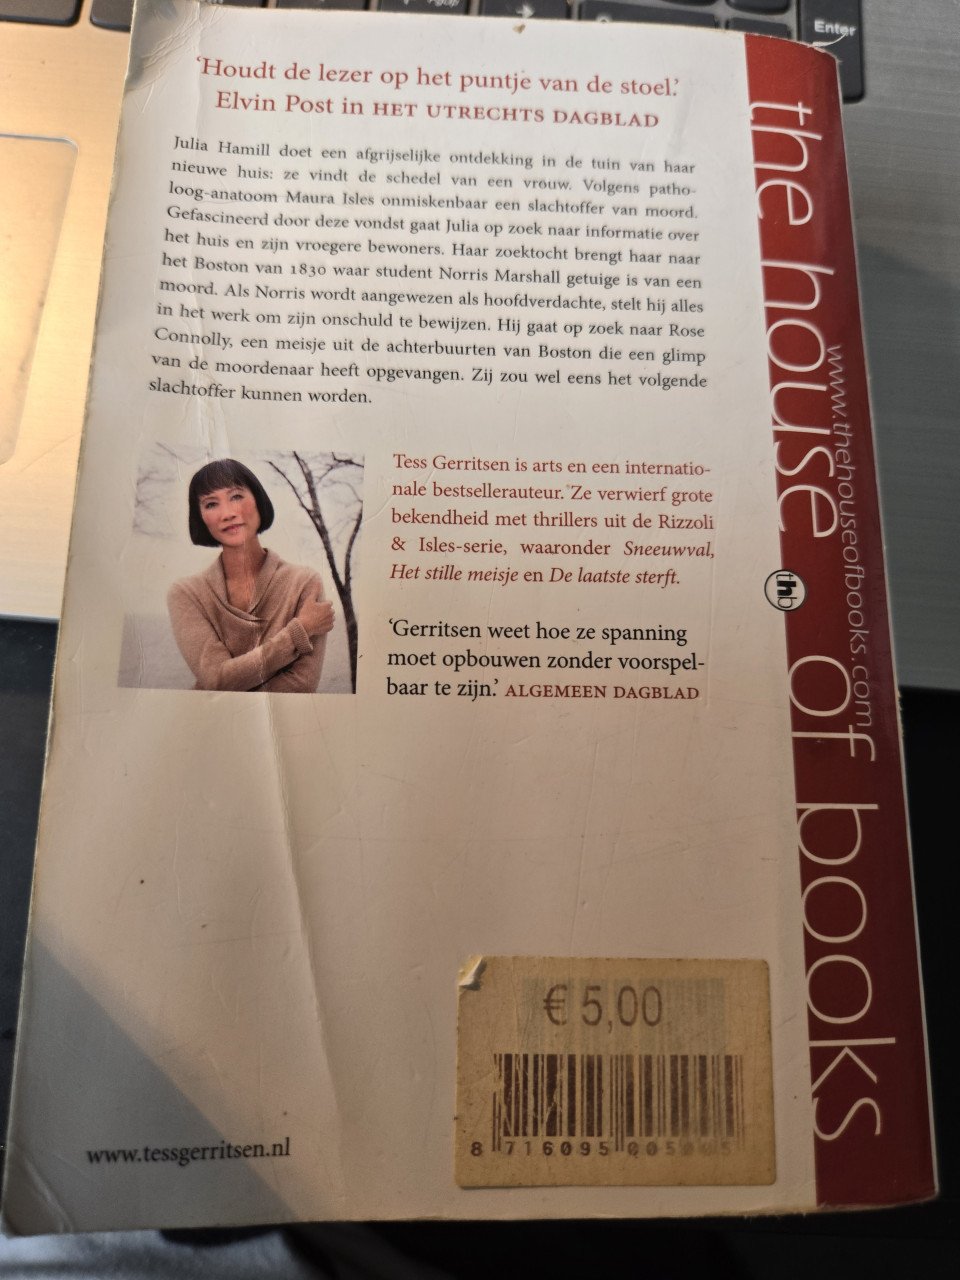 Enter
‘Houdt de lezer op het puntje van de stoel.’
Elvin Post in HET UTRECHTS DAGBLAD
Julia Hamill doet een afgrijselijke ontdekking in de tuin van haar
nieuwe huis: ze vindt de schedel van een vrouw. Volgens patho-
loog-anatoom Maura Isles onmiskenbaar een slachtoffer van moord.
Gefascineerd door deze vondst gaat Julia op zoek naar informatie over
het huis en zijn vroegere bewoners. Haar zoektocht brengt haar naar
het Boston van 1830 waar student Norris Marshall getuige is van een
moord. Als Norris wordt aangewezen als hoofdverdachte, stelt hij alles
in het werk om zijn onschuld te bewijzen. Hij gaat op zoek naar Rose
Connolly, een meisje uit de achterbuurten van Boston die een glimp
van de moordenaar heeft opgevangen. Zij zou wel eens het volgende
slachtoffer kunnen worden.
Tess Gerritsen is arts en een internatio-
nale bestsellerauteur. Ze verwierf grote
bekendheid met thrillers uit de Rizzoli
& Isles-serie, waaronder Sneeuwval,
Het stille meisje en De laatste sterft.
‘Gerritsen weet hoe ze spanning
moet opbouwen zonder voorspel-
baar te zijn.’ ALGEMEEN DAGBLAD
€ 5,00
8 716095
www.tessgerritsen.nl
the house of books
www.thehouseofbooks.com
thb